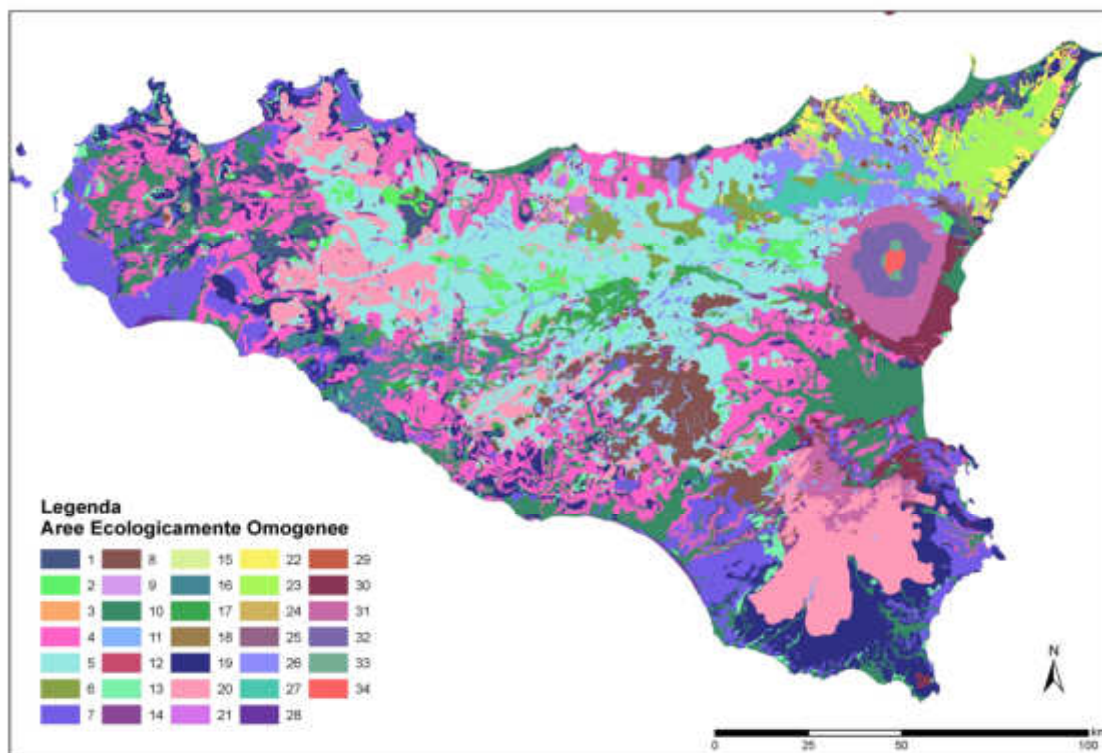 Legenda
Aree Ecologicamente Omogenee
1 8 15 22 29
2 9 16 23 30
3 10 17 24 31
4 11 18 25 32
5 12 19 26 33
6 13 20 27 34
7 14 21 28
N
km
0 25 50 100